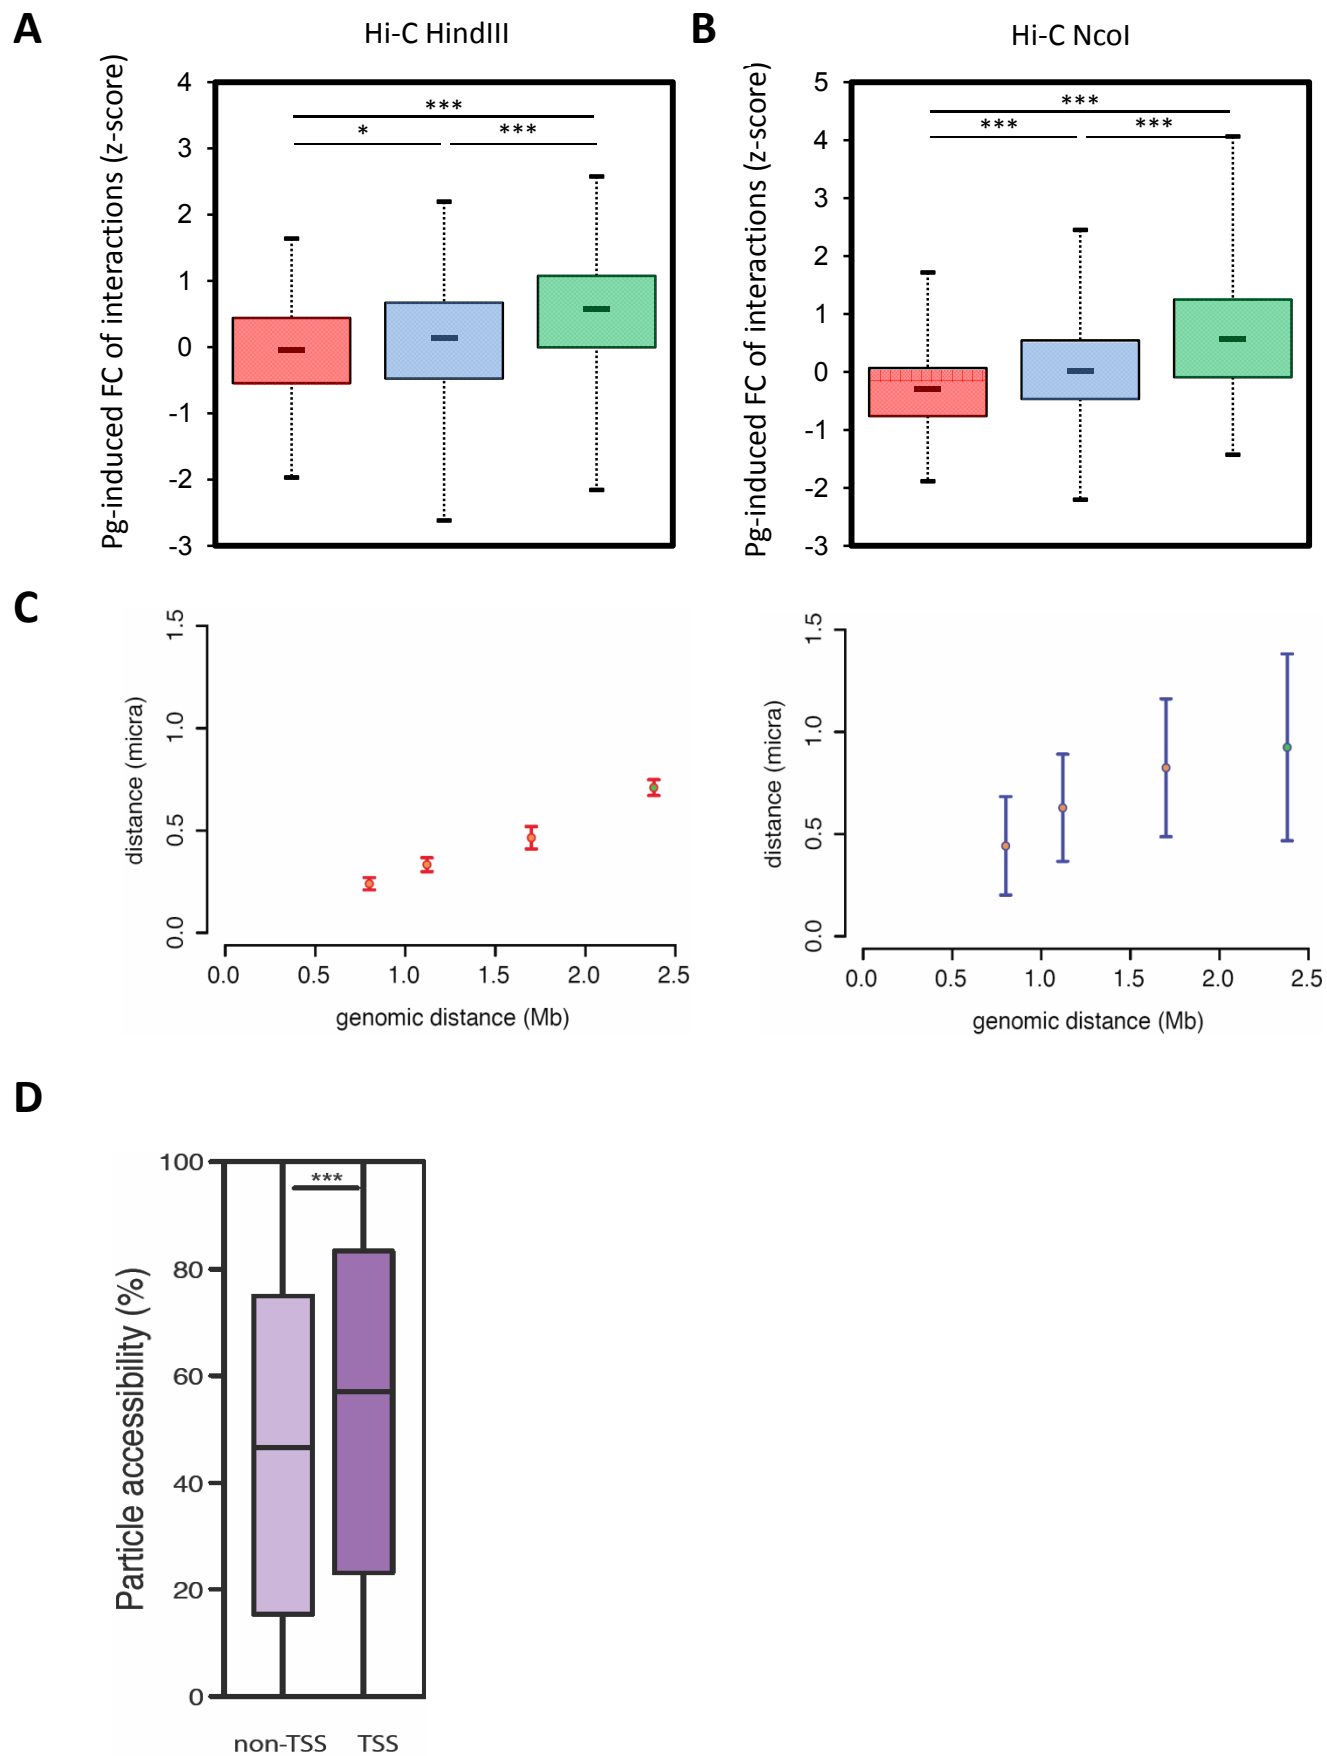 A
Hi-C HindIII
B
Hi-C NcoI
Pg-induced FC of interactions (z-score)
4
3
2
1
0
-1
-2
-3
***
*
***
Pg-induced FC of interactions (z-score)
5
4
3
2
1
0
-1
-2
-3
***
***
***
C
distance (micra)
1.5
1.0
0.5
0.0
0.0 0.5 1.0 1.5 2.0 2.5
genomic distance (Mb)
distance (micra)
1.5
1.0
0.5
0.0
0.0 0.5 1.0 1.5 2.0 2.5
genomic distance (Mb)
D
Particle accessibility (%)
100
80
60
40
20
0
***
non-TSS TSS